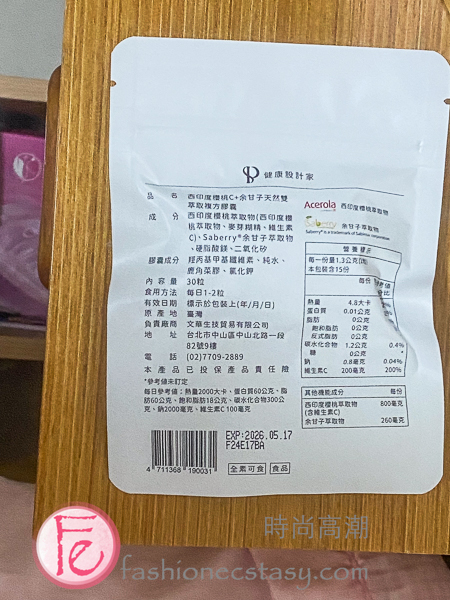 健康設計家
品名 西印度櫻桃C+余甘子天然雙
萃取複方膠囊
成分 西印度櫻桃萃取物(西印度櫻
桃萃取物、麥芽糊精、維生素
C)、Saberry®余甘子萃取物
、硬脂酸鎂、二氧化矽
膠囊成分 羥丙基甲基纖維素、純水、
鹿角菜膠、氯化鉀
內容量 30粒
食用方法 每日1-2粒
有效日期 標示於包裝上(年/月/日)
原產地 臺灣
負責廠商 文華生技貿易有限公司
地址 台北市中山區中山北路一段
82號9樓
電話 (02)7709-2889
本產品已投保產品責任險
*參考值未訂定
每日參考值:熱量2000大卡、蛋白質60公克、脂
肪60公克、飽和脂肪18公克、碳水化合物300公
克、鈉2000毫克、維生素C 100毫克
Acerola 西印度櫻桃萃取物
Saberry 余甘子萃取物
Saberry® is a trademark of Sabinsa
營養標示
每一份量1.3公克
本包裝含15份
每份
熱量 4.8大卡
蛋白質 0.01公克
脂肪 0公克
飽和脂肪 0公克
反式脂肪 0公克
碳水化合物 1.2公克 0.4%
糖 0公克
鈉 0.8毫克 0.04%
維生素C 200毫克 200%
其他機能成分 每份
西印度櫻桃萃取物 800毫克
(含維生素C)
余甘子萃取物 260毫克
EXP:2026.05.17
F24E17BA
4 711368 190031
全素可食 食品
Fe
時尚高潮
fashionecstasy.com